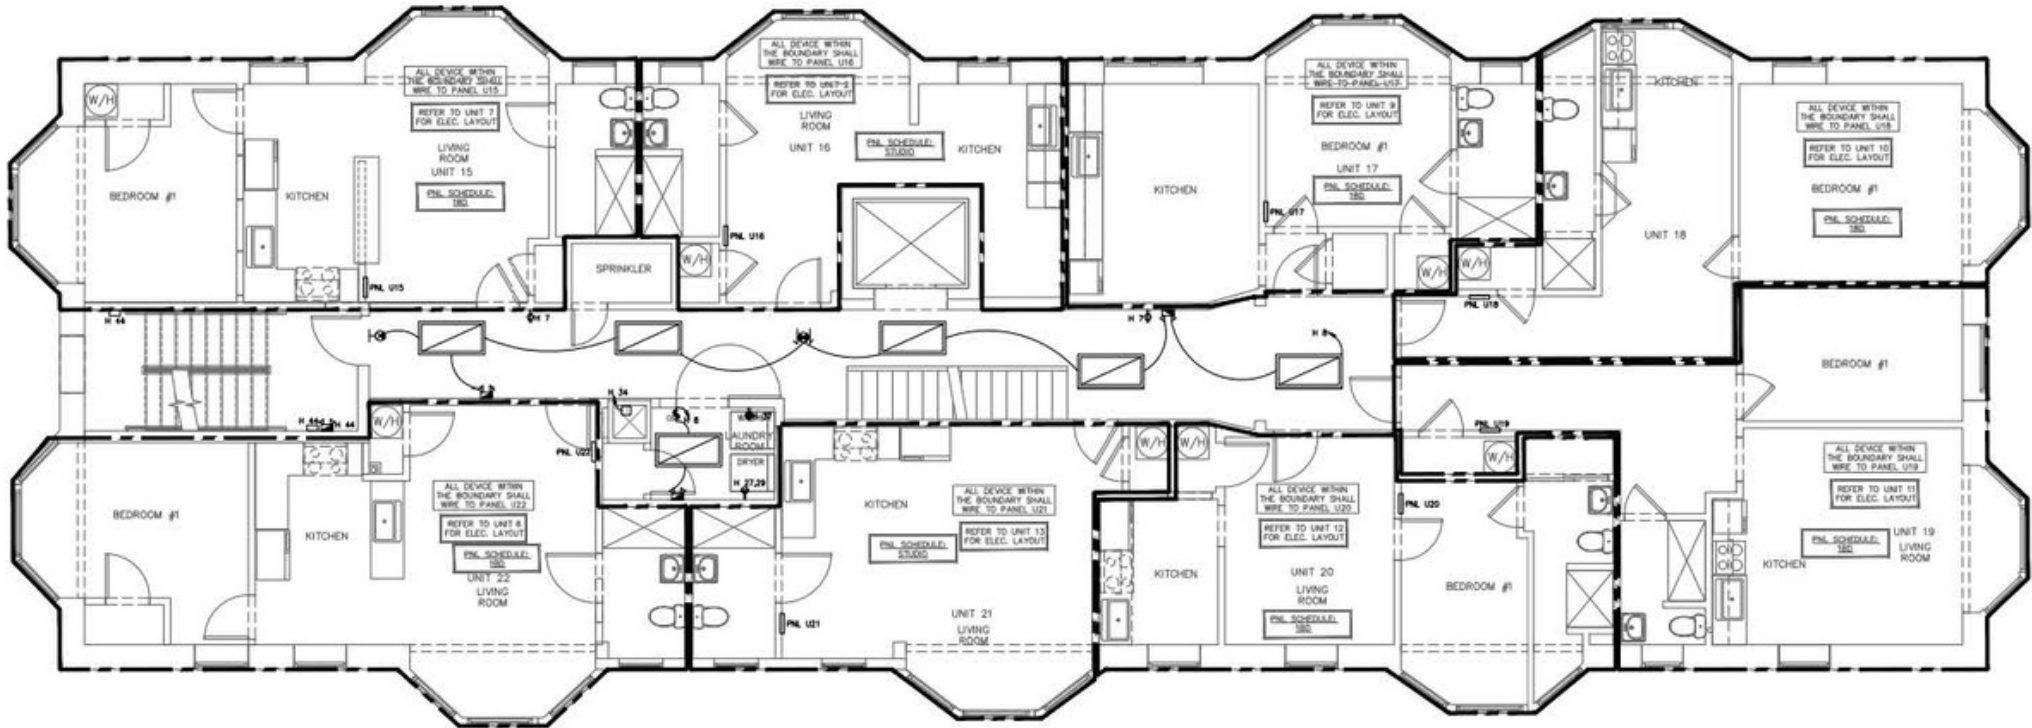 ALL DEVICE WITHIN
THE BOUNDARY SHALL
WIRE TO PANEL U15
REFER TO UNIT 7
FOR ELEC. LAYOUT
LIVING
ROOM
UNIT 15
PNL SCHEDULE:
1BD
W/H
BEDROOM #1
KITCHEN
PNL U15
ALL DEVICE WITHIN
THE BOUNDARY SHALL
WIRE TO PANEL U16
REFER TO UNIT 2
FOR ELEC. LAYOUT
LIVING
ROOM
UNIT 16
PNL SCHEDULE:
STUDIO
KITCHEN
PNL U16
W/H
SPRINKLER
ALL DEVICE WITHIN
THE BOUNDARY SHALL
WIRE TO PANEL U17
REFER TO UNIT 9
FOR ELEC. LAYOUT
BEDROOM #1
UNIT 17
PNL SCHEDULE:
1BD
KITCHEN
PNL U17
W/H
KITCHEN
ALL DEVICE WITHIN
THE BOUNDARY SHALL
WIRE TO PANEL U18
REFER TO UNIT 10
FOR ELEC. LAYOUT
BEDROOM #1
PNL SCHEDULE:
1BD
UNIT 18
W/H
PNL U18
H 44
H 7
H 7
H 8
H 44
H 44
H 34
H 8
LAUNDRY
ROOM
DRYER
H 27,29
BEDROOM #1
PNL U19
W/H
ALL DEVICE WITHIN
THE BOUNDARY SHALL
WIRE TO PANEL U19
REFER TO UNIT 11
FOR ELEC. LAYOUT
PNL SCHEDULE:
1BD
UNIT 19
LIVING
ROOM
KITCHEN
W/H
PNL U22
BEDROOM #1
KITCHEN
ALL DEVICE WITHIN
THE BOUNDARY SHALL
WIRE TO PANEL U22
REFER TO UNIT 6
FOR ELEC. LAYOUT
PNL SCHEDULE:
1BD
UNIT 22
LIVING
ROOM
W/H
KITCHEN
ALL DEVICE WITHIN
THE BOUNDARY SHALL
WIRE TO PANEL U21
REFER TO UNIT 13
FOR ELEC. LAYOUT
PNL SCHEDULE:
STUDIO
UNIT 21
LIVING
ROOM
PNL U21
W/H
ALL DEVICE WITHIN
THE BOUNDARY SHALL
WIRE TO PANEL U20
REFER TO UNIT 12
FOR ELEC. LAYOUT
KITCHEN
UNIT 20
LIVING
ROOM
PNL SCHEDULE:
1BD
PNL U20
BEDROOM #1